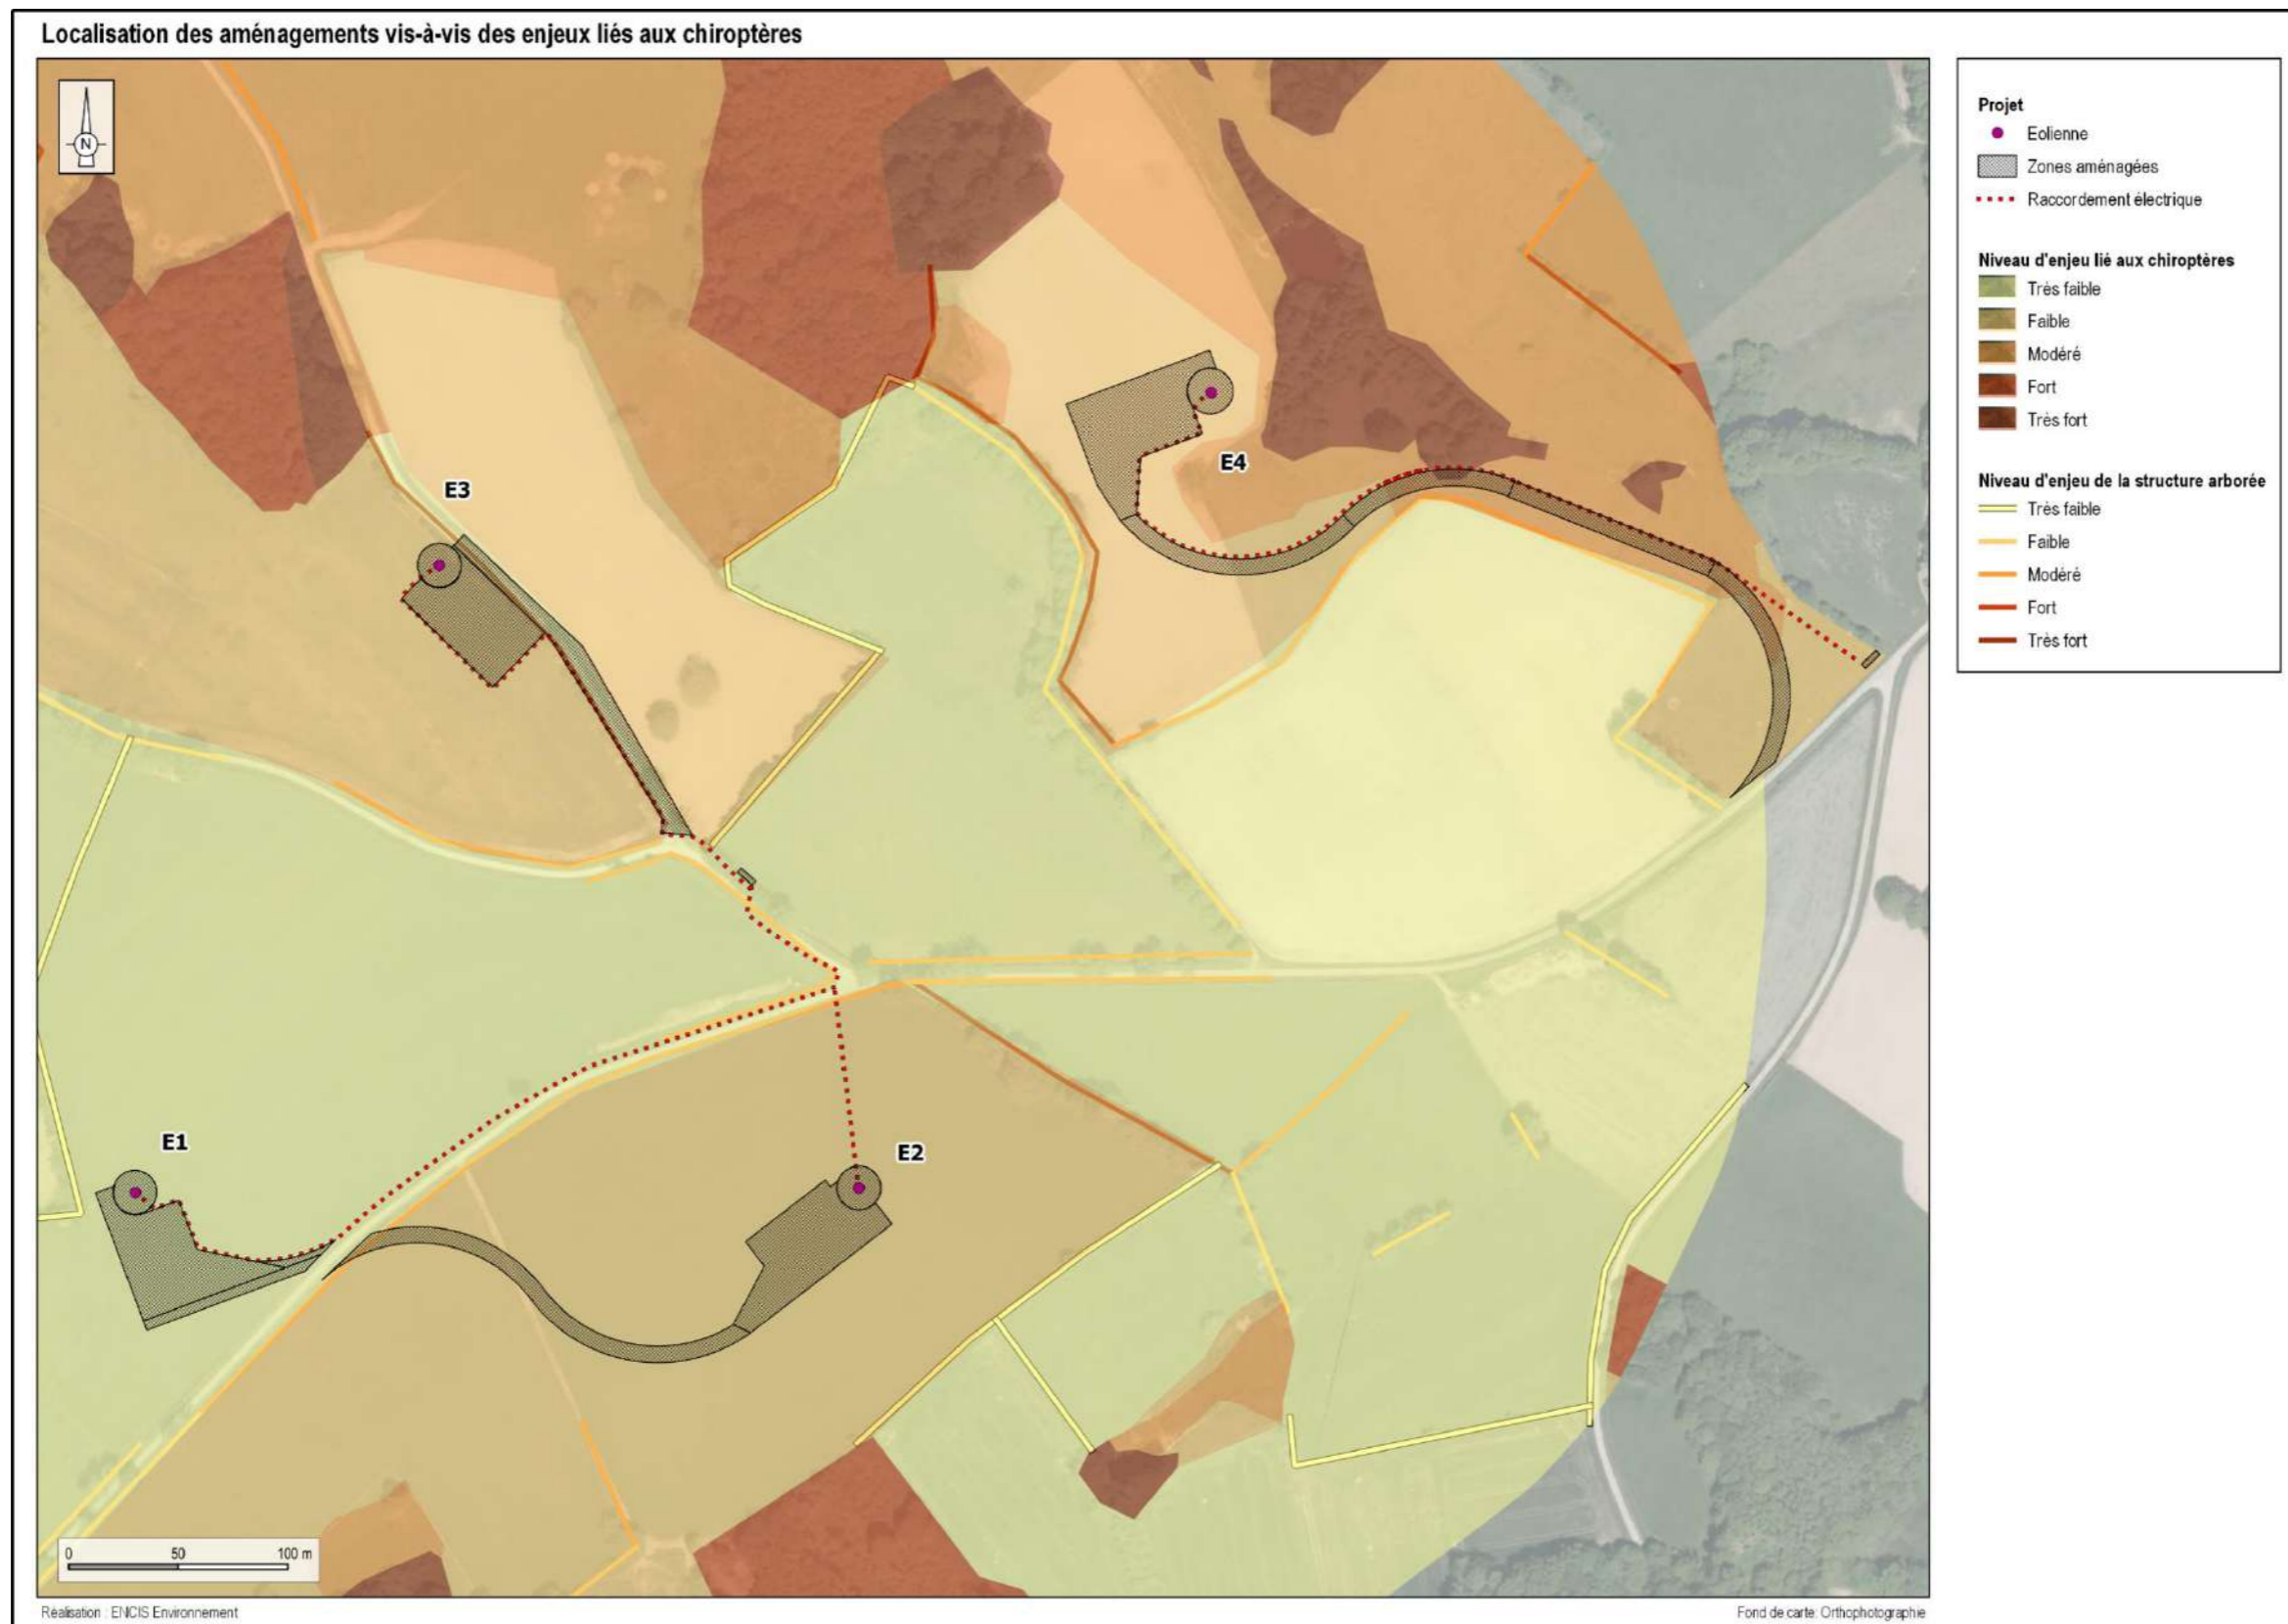 Localisation des aménagements vis-à-vis des enjeux liés aux chiroptères
N
E3
E4
E1
E2
0 50 100 m
Projet
Eolienne
Zones aménagées
Raccordement électrique
Niveau d'enjeu lié aux chiroptères
Très faible
Faible
Modéré
Fort
Très fort
Niveau d'enjeu de la structure arborée
Très faible
Faible
Modéré
Fort
Très fort
Réalisation : ENCIS Environnement
Fond de carte: Orthophotographie